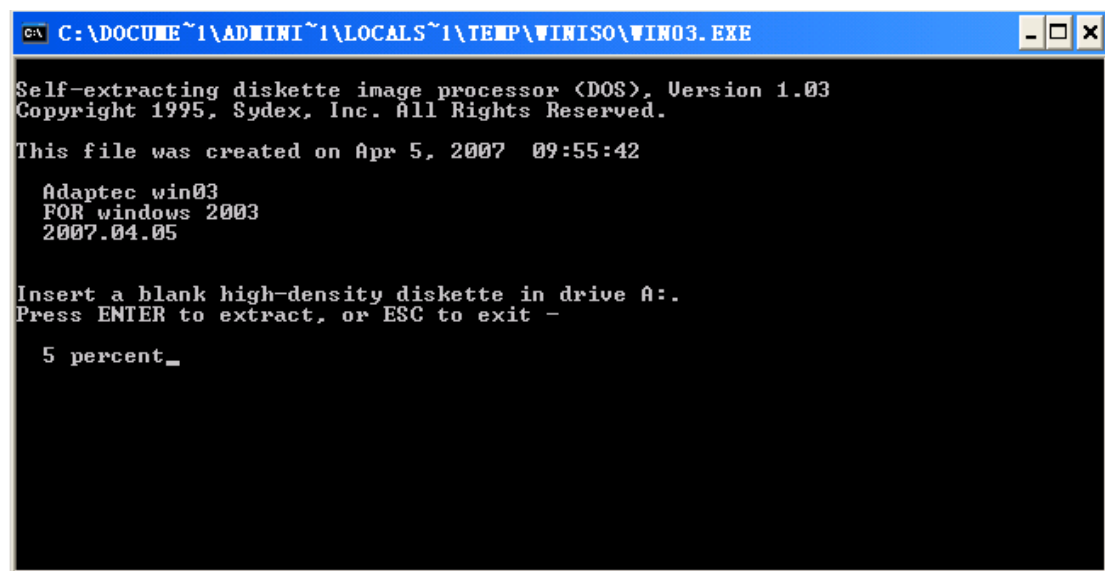 C:\DOCUME~1\ADMINI~1\LOCALS~1\TEMP\WINISO\WIN03.EXE
Self-extracting diskette image processor (DOS), Version 1.03
Copyright 1995, Sydex, Inc. All Rights Reserved.
This file was created on Apr 5, 2007  09:55:42
Adaptec win03
FOR windows 2003
2007.04.05
Insert a blank high-density diskette in drive A:.
Press ENTER to extract, or ESC to exit -
5 percent_